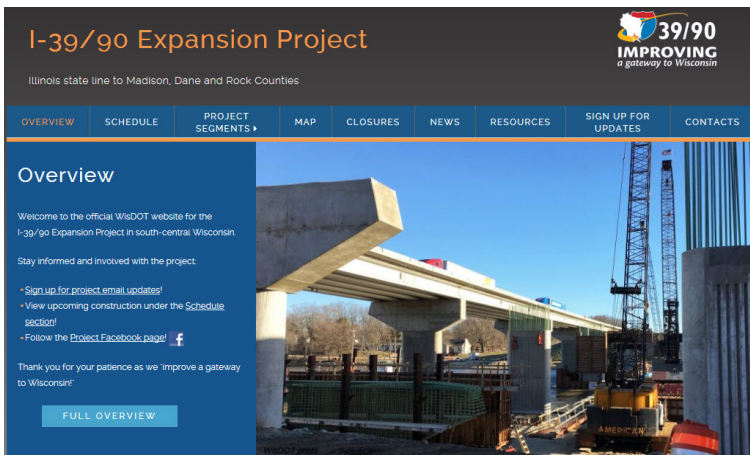 I-39/90 Expansion Project
39/90
IMPROVING
a gateway to Wisconsin
Illinois state line to Madison, Dane and Rock Counties
OVERVIEW
SCHEDULE
PROJECT
SEGMENTS
MAP
CLOSURES
NEWS
RESOURCES
SIGN UP FOR
UPDATES
CONTACTS
Overview
Welcome to the official WisDOT website for the
I-39/90 Expansion Project in south-central Wisconsin.
Stay informed and involved with the project:
• Sign up for project email updates!
• View upcoming construction under the Schedule
section!
• Follow the Project Facebook page!
Thank you for your patience as we "improve a gateway
to Wisconsin!"
FULL OVERVIEW
AMERICAN
WisDOT photo